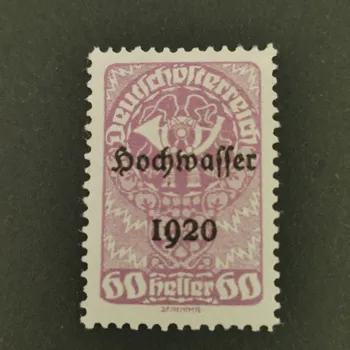 Deutschösterreich
Hochwasser
1920
60 Heller 60